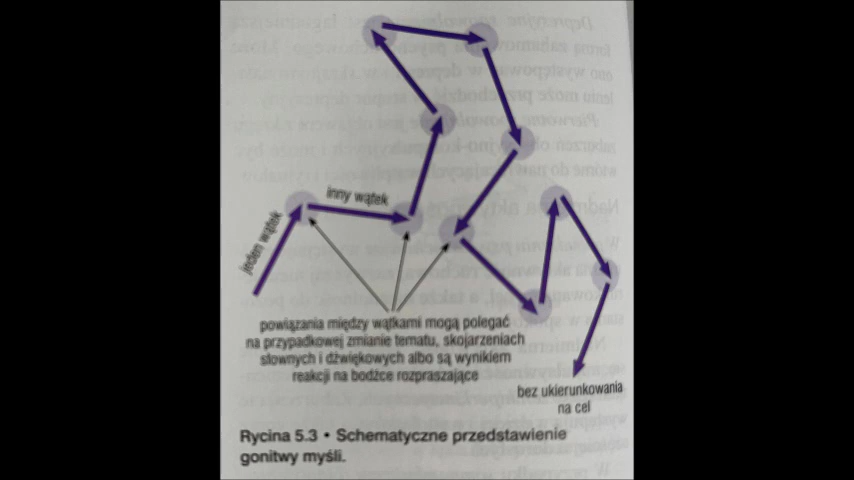 jeden wątek
inny wątek
powiązania między wątkami mogą polegać
na przypadkowej zmianie tematu, skojarzeniach
słownych i dźwiękowych albo są wynikiem
reakcji na bodźce rozpraszające
bez ukierunkowania
na cel
Rycina 5.3 • Schematyczne przedstawienie
gonitwy myśli.